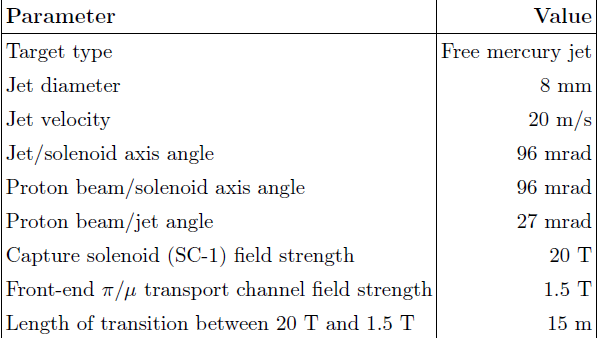 Parameter Value
Target type Free mercury jet
Jet diameter 8 mm
Jet velocity 20 m/s
Jet/solenoid axis angle 96 mrad
Proton beam/solenoid axis angle 96 mrad
Proton beam/jet angle 27 mrad
Capture solenoid (SC-1) field strength 20 T
Front-end π/μ transport channel field strength 1.5 T
Length of transition between 20 T and 1.5 T 15 m